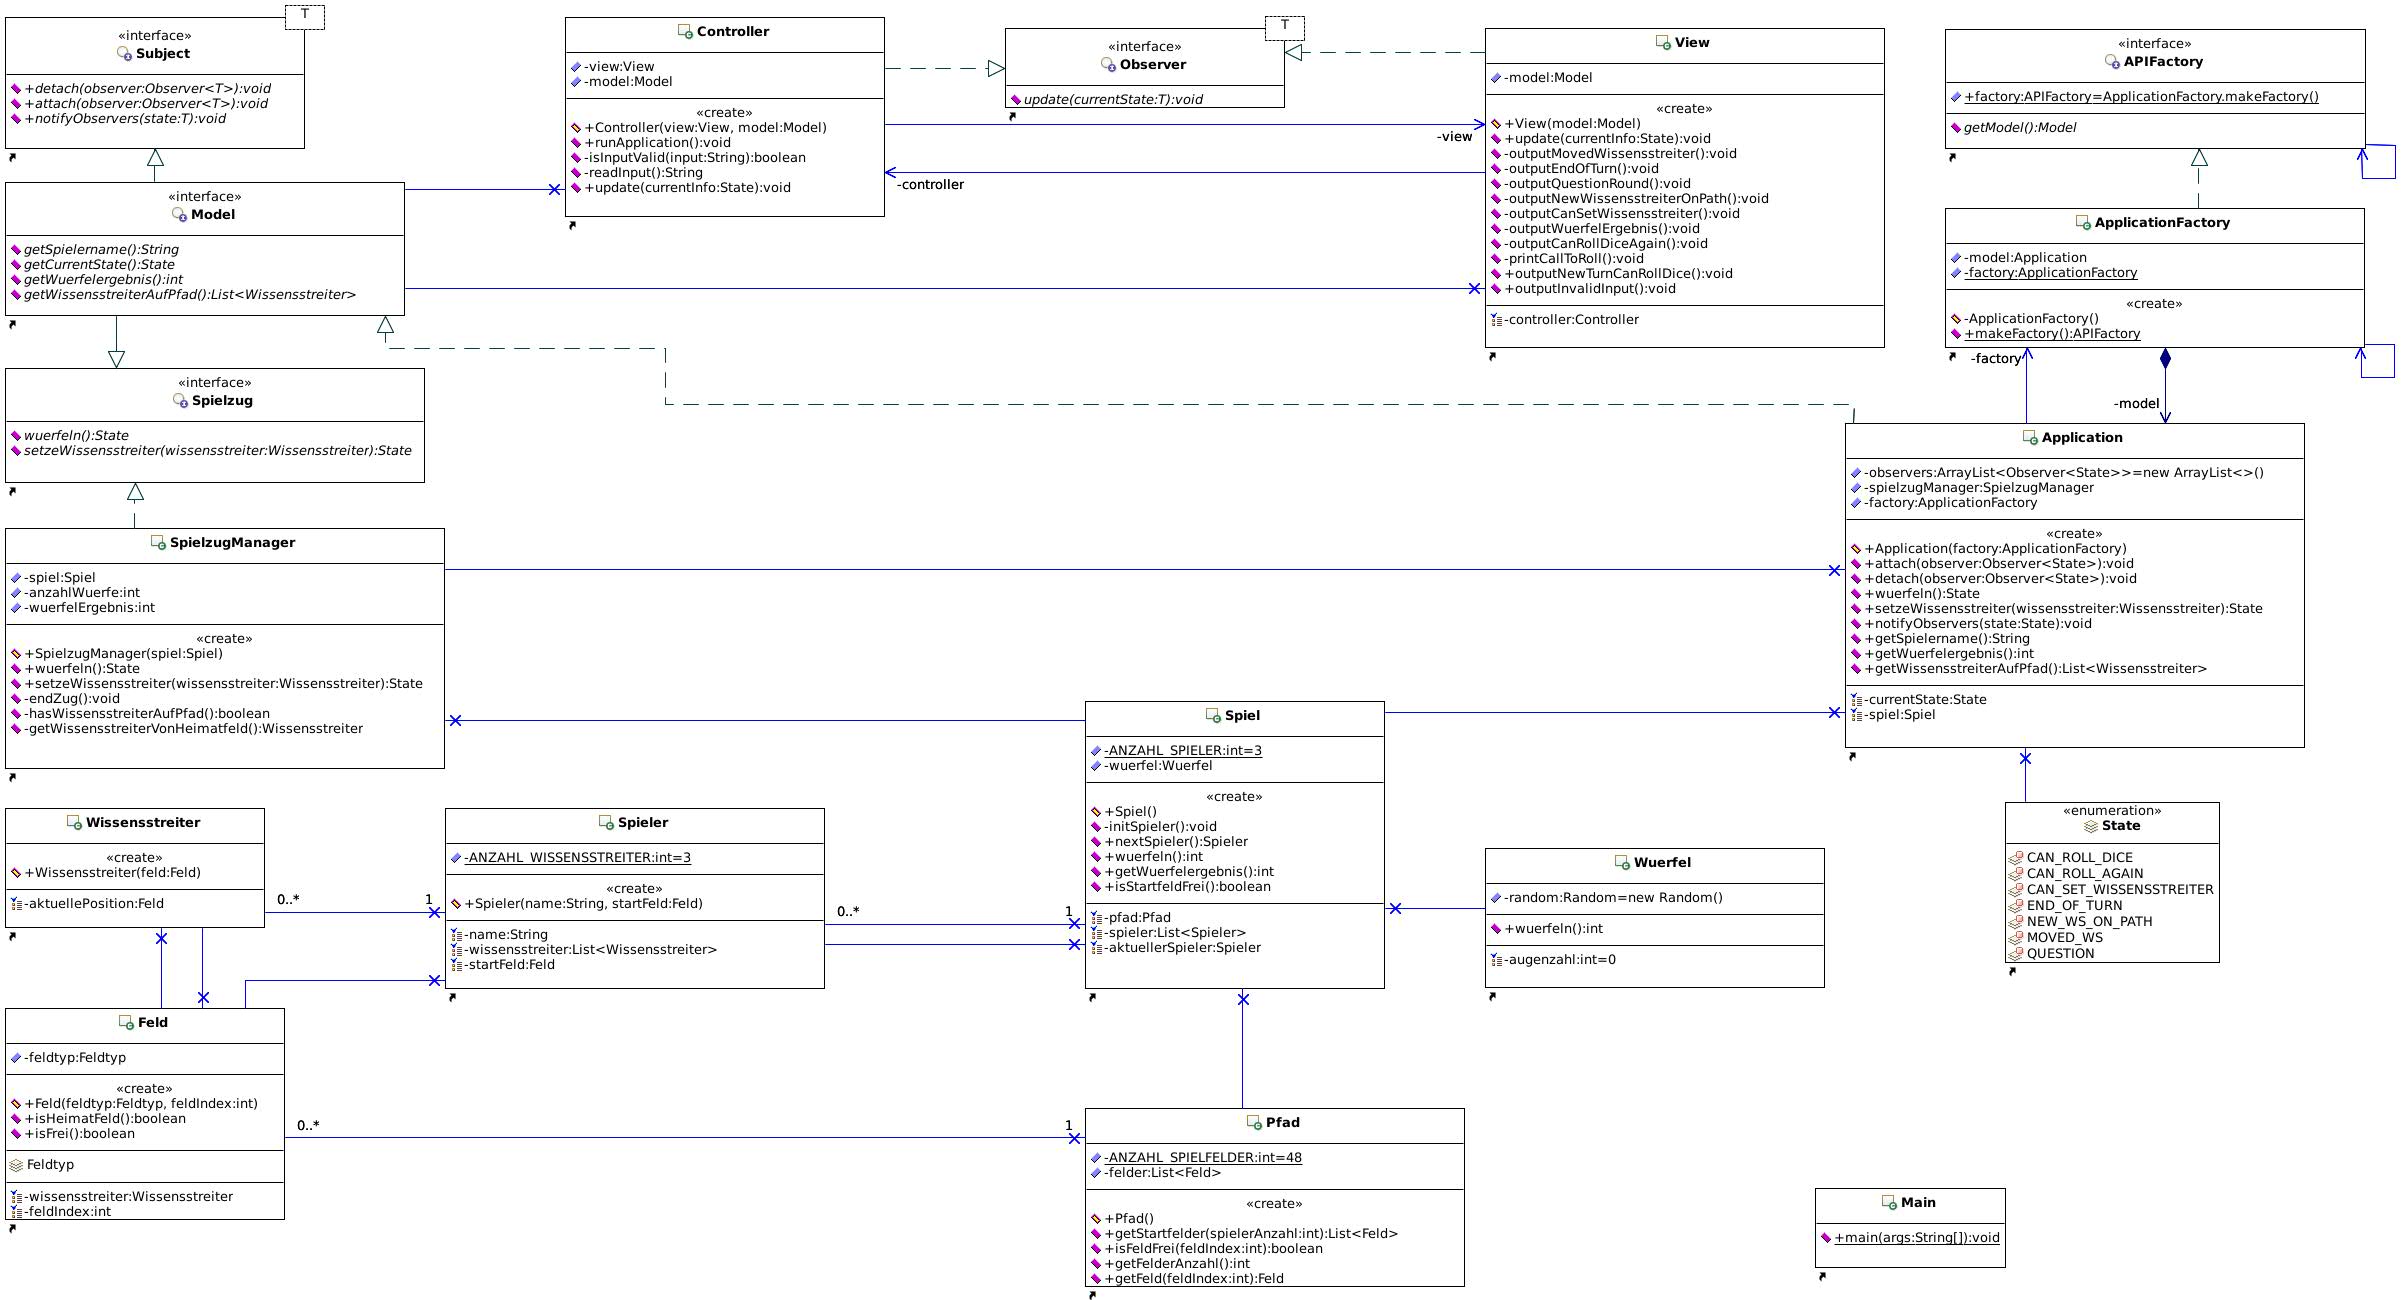 T
«interface»
Subject
+detach(observer:Observer<T>):void
+attach(observer:Observer<T>):void
+notifyObservers(state:T):void
Controller
-view:View
-model:Model
«create»
+Controller(view:View, model:Model)
+runApplication():void
-isInputValid(input:String):boolean
-readInput():String
+update(currentInfo:State):void
T
«interface»
Observer
update(currentState:T):void
-view
-controller
View
-model:Model
«create»
+View(model:Model)
+update(currentInfo:State):void
-outputMovedWissensstreiter():void
-outputEndOfTurn():void
-outputQuestionRound():void
-outputNewWissensstreiterOnPath():void
-outputCanSetWissensstreiter():void
-outputWuerfelErgebnis():void
-outputCanRollDiceAgain():void
-printCallToRoll():void
+outputNewTurnCanRollDice():void
+outputInvalidInput():void
-controller:Controller
«interface»
APIFactory
+factory:APIFactory=ApplicationFactory.makeFactory()
getModel():Model
ApplicationFactory
-model:Application
-factory:ApplicationFactory
«create»
-ApplicationFactory()
+makeFactory():APIFactory
-factory
-model
«interface»
Model
getSpielername():String
getCurrentState():State
getWuerfelergebnis():int
getWissensstreiterAufPfad():List<Wissensstreiter>
«interface»
Spielzug
wuerfeln():State
setzeWissensstreiter(wissensstreiter:Wissensstreiter):State
Application
-observers:ArrayList<Observer<State>>=new ArrayList<>()
-spielzugManager:SpielzugManager
-factory:ApplicationFactory
«create»
+Application(factory:ApplicationFactory)
+attach(observer:Observer<State>):void
+detach(observer:Observer<State>):void
+wuerfeln():State
+setzeWissensstreiter(wissensstreiter:Wissensstreiter):State
+notifyObservers(state:State):void
+getSpielername():String
+getWuerfelergebnis():int
+getWissensstreiterAufPfad():List<Wissensstreiter>
-currentState:State
-spiel:Spiel
SpielzugManager
-spiel:Spiel
-anzahlWuerfe:int
-wuerfelErgebnis:int
«create»
+SpielzugManager(spiel:Spiel)
+wuerfeln():State
+setzeWissensstreiter(wissensstreiter:Wissensstreiter):State
-endZug():void
-hasWissensstreiterAufPfad():boolean
-getWissensstreiterVonHeimatfeld():Wissensstreiter
Spiel
-ANZAHL_SPIELER:int=3
-wuerfel:Wuerfel
«create»
+Spiel()
-initSpieler():void
+nextSpieler():Spieler
+wuerfeln():int
+getWuerfelergebnis():int
+isStartfeldFrei():boolean
-pfad:Pfad
-spieler:List<Spieler>
-aktuellerSpieler:Spieler
«enumeration»
State
CAN_ROLL_DICE
CAN_ROLL_AGAIN
CAN_SET_WISSENSSTREITER
END_OF_TURN
NEW_WS_ON_PATH
MOVED_WS
QUESTION
Wissensstreiter
«create»
+Wissensstreiter(feld:Feld)
-aktuellePosition:Feld
0..*
1
Spieler
-ANZAHL_WISSENSSTREITER:int=3
«create»
+Spieler(name:String, startFeld:Feld)
-name:String
-wissensstreiter:List<Wissensstreiter>
-startFeld:Feld
0..*
1
Wuerfel
-random:Random=new Random()
+wuerfeln():int
-augenzahl:int=0
Feld
-feldtyp:Feldtyp
«create»
+Feld(feldtyp:Feldtyp, feldIndex:int)
+isHeimatFeld():boolean
+isFrei():boolean
Feldtyp
-wissensstreiter:Wissensstreiter
-feldIndex:int
0..*
1
Pfad
-ANZAHL_SPIELFELDER:int=48
-felder:List<Feld>
«create»
+Pfad()
+getStartfelder(spielerAnzahl:int):List<Feld>
+isFeldFrei(feldIndex:int):boolean
+getFelderAnzahl():int
+getFeld(feldIndex:int):Feld
Main
+main(args:String[]):void